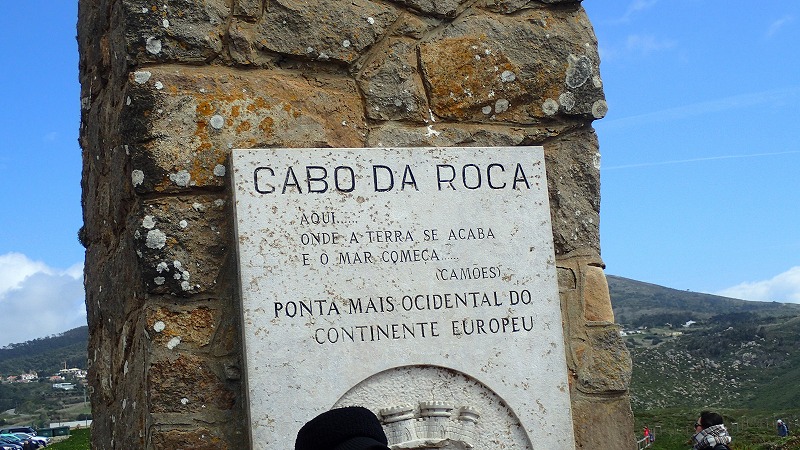 CABO DA ROCA
AQUI.....
ONDE A TERRA SE ACABA
E O MAR COMEÇA....
(CAMÕES)
PONTA MAIS OCIDENTAL DO
CONTINENTE EUROPEU